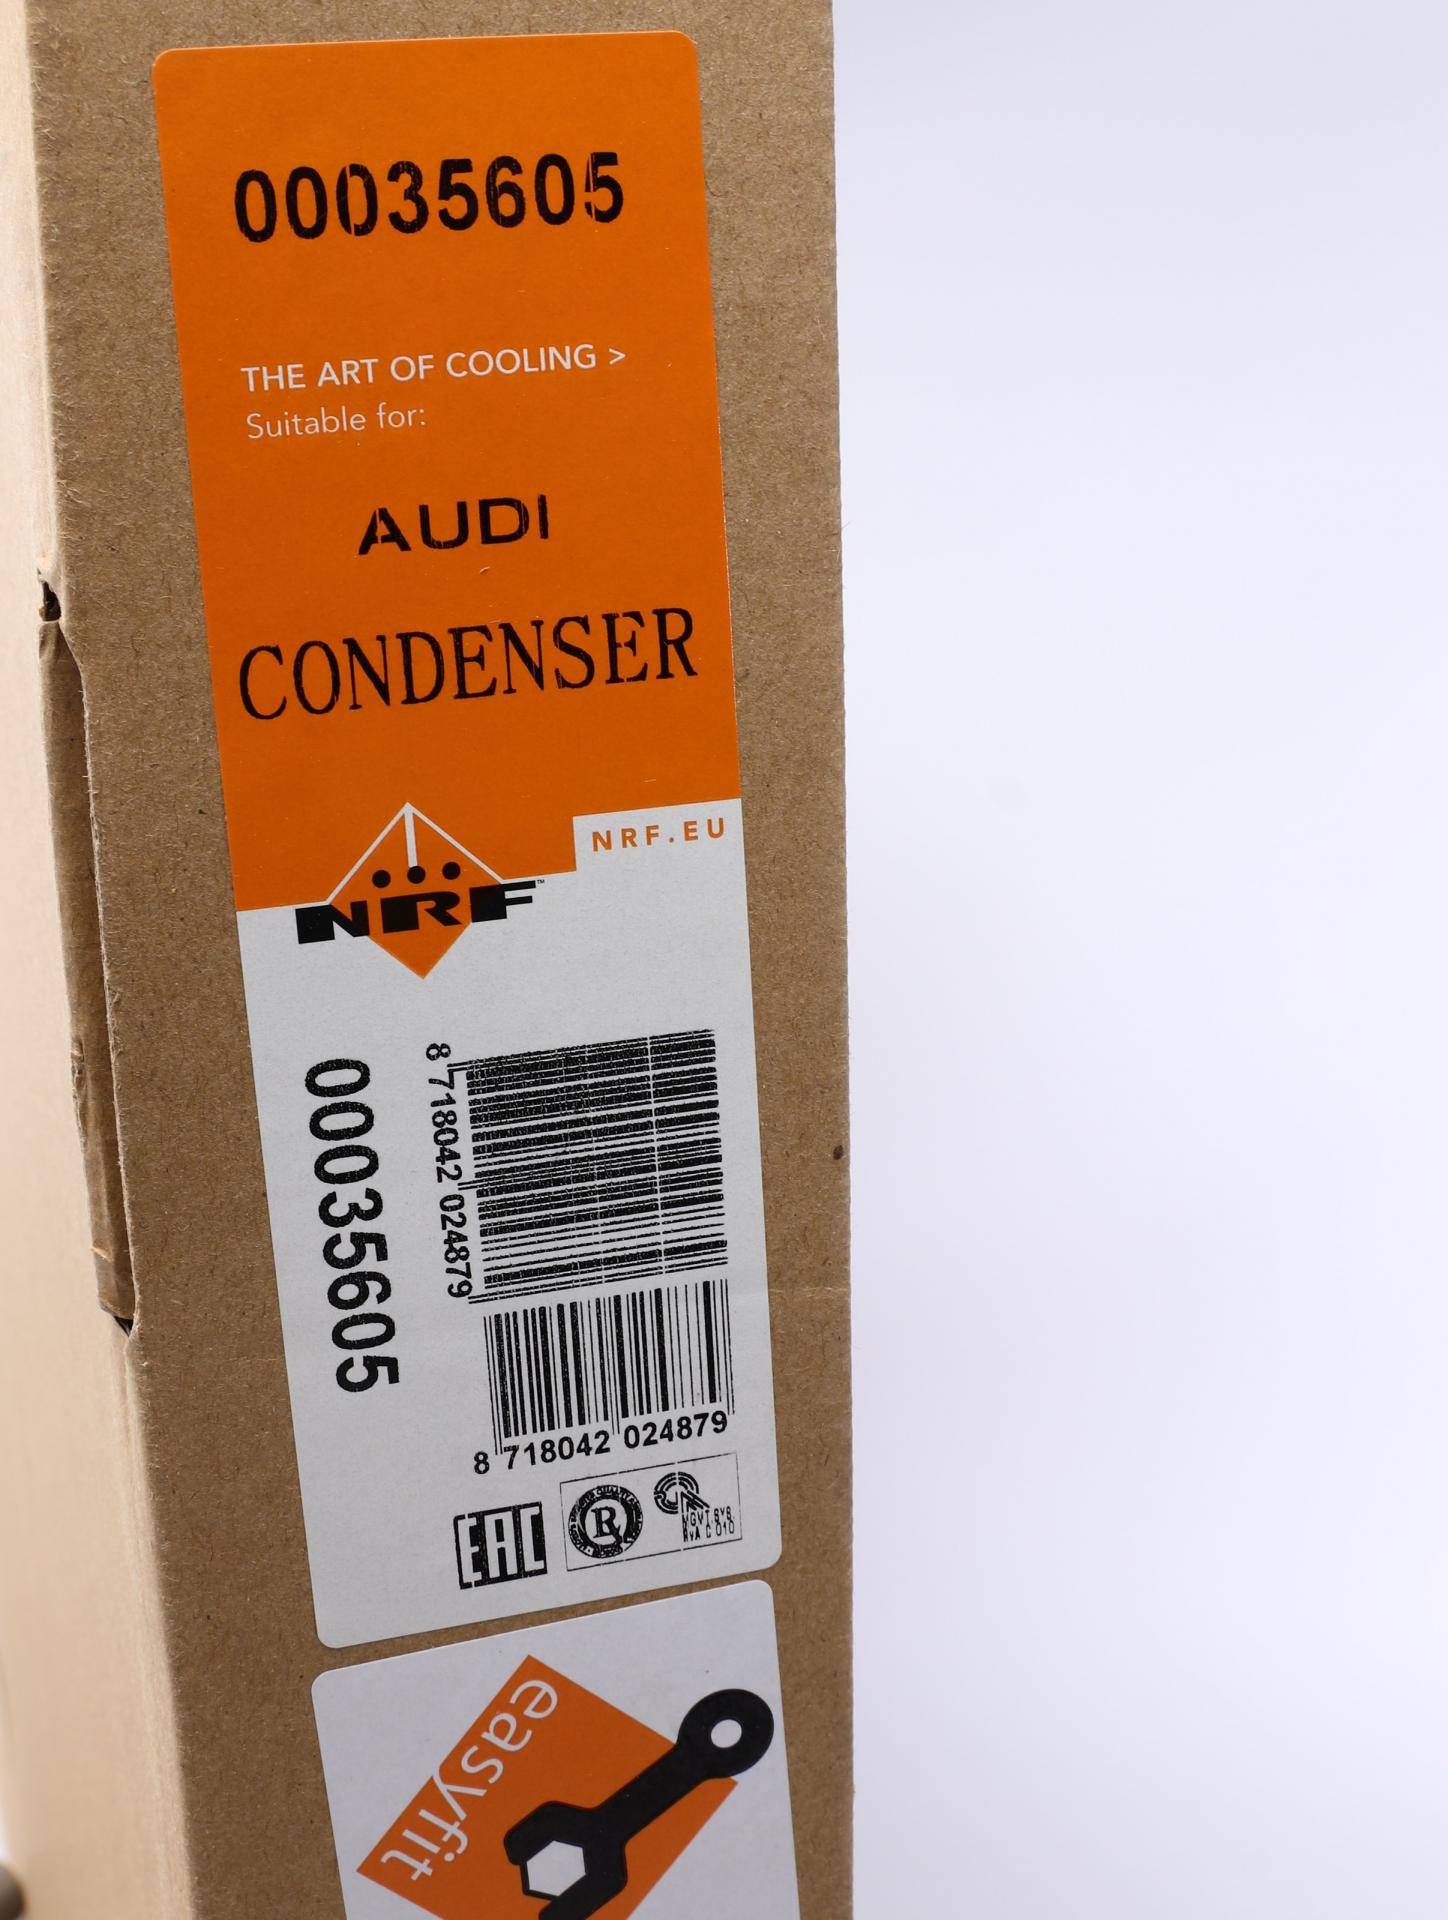 00035605
THE ART OF COOLING >
Suitable for:
AUDI
CONDENSER
NRF.EU
NRF™
00035605
8 718042 024879
8 718042 024879
EAC
R
easyfit